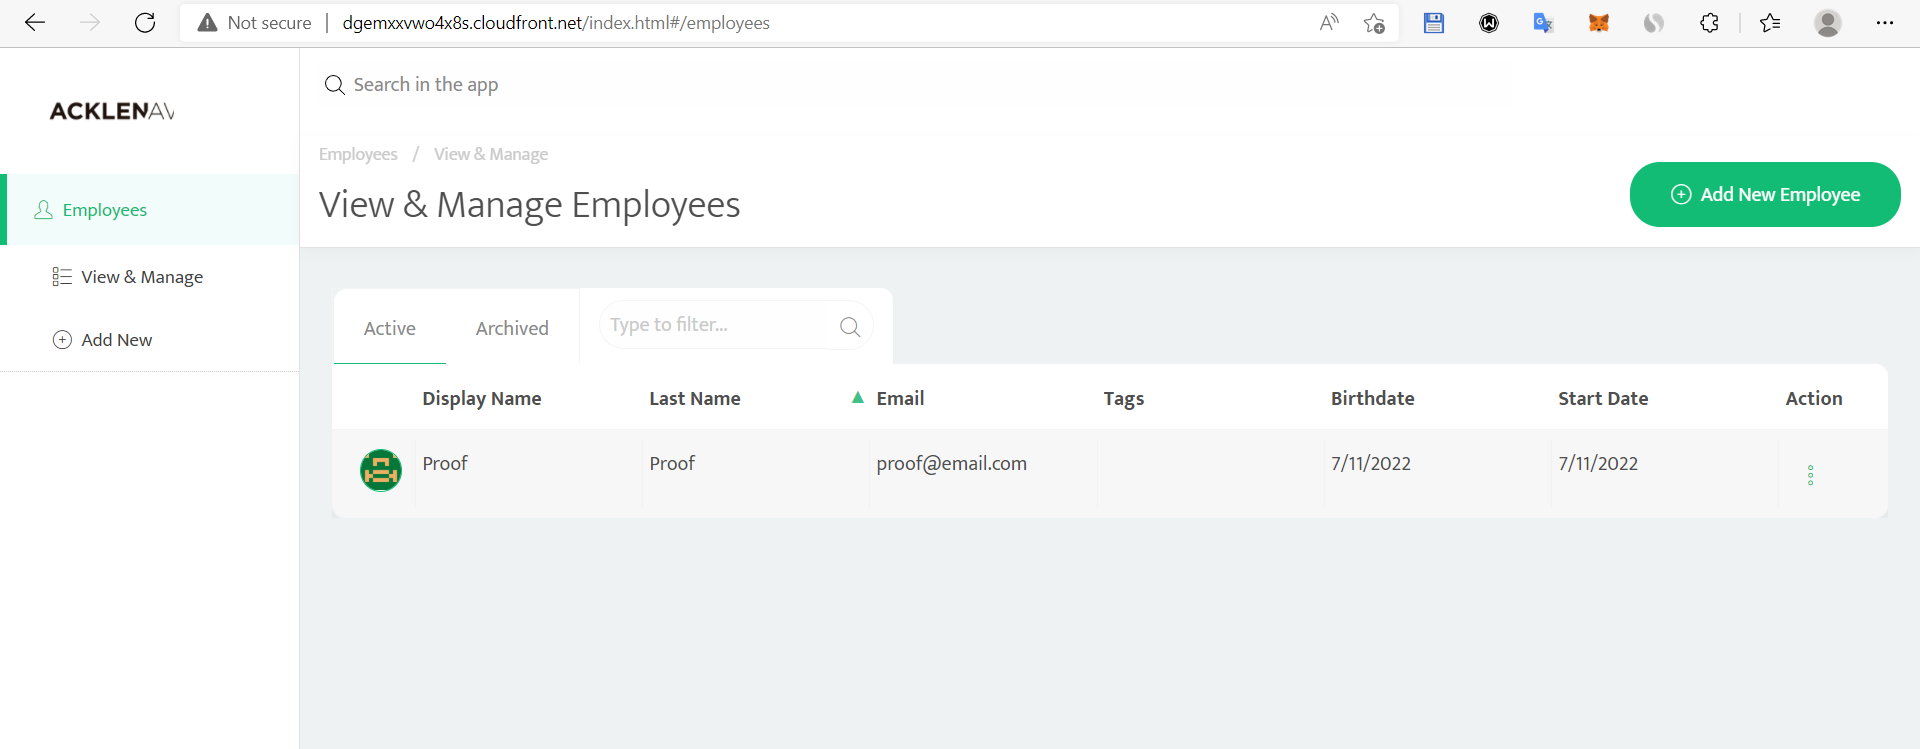 Not secure dgemxxvwo4x8s.cloudfront.net/index.html#/employees
ACKLENAV
Search in the app
Employees / View & Manage
View & Manage Employees
Add New Employee
Employees
View & Manage
Add New
Active Archived Type to filter...
Display Name Last Name ▲ Email Tags Birthdate Start Date Action
Proof Proof proof@email.com 7/11/2022 7/11/2022